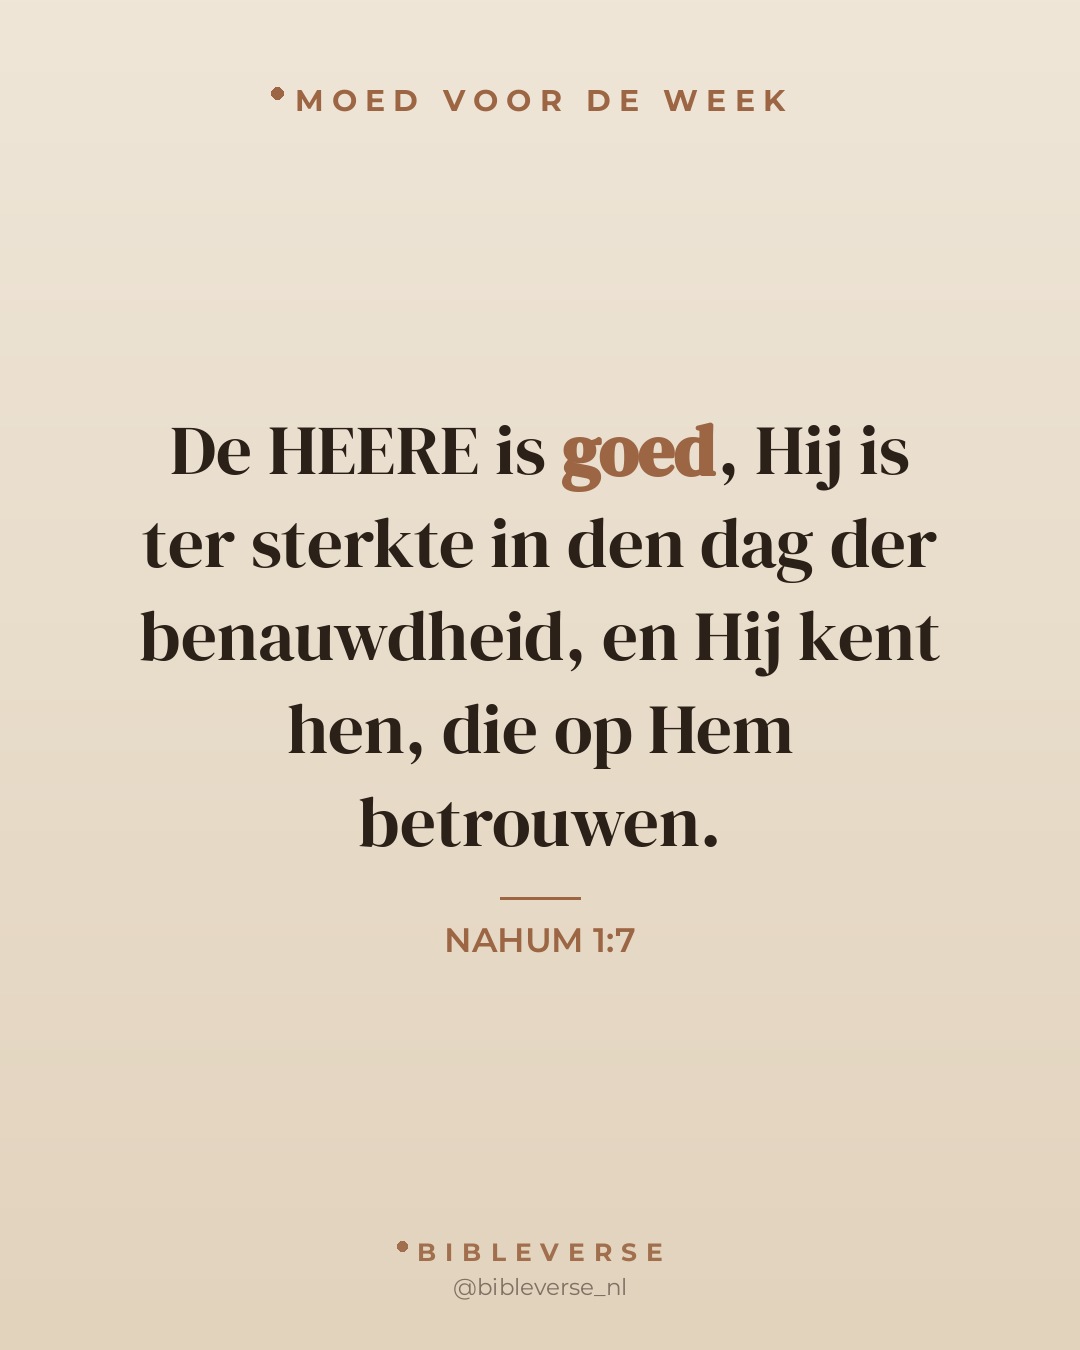 MOED VOOR DE WEEK
De HEERE is goed, Hij is
ter sterkte in den dag der
benauwdheid, en Hij kent
hen, die op Hem
betrouwen.
NAHUM 1:7
BIBLEVERSE
@bibleverse_nl